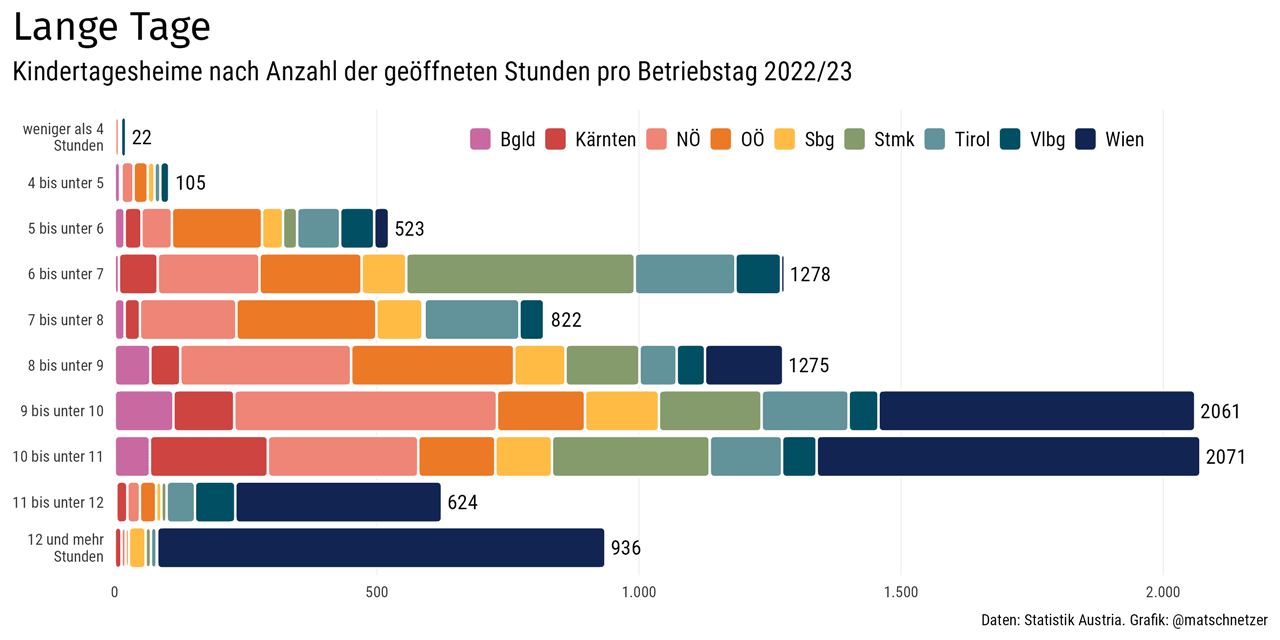 Lange Tage
Kindertagesheime nach Anzahl der geöffneten Stunden pro Betriebstag 2022/23
Bgld Kärnten NÖ OÖ Sbg Stmk Tirol Vlbg Wien
weniger als 4
Stunden
22
4 bis unter 5 105
5 bis unter 6 523
6 bis unter 7 1278
7 bis unter 8 822
8 bis unter 9 1275
9 bis unter 10 2061
10 bis unter 11 2071
11 bis unter 12 624
12 und mehr
Stunden
936
0 500 1.000 1.500 2.000
Daten: Statistik Austria. Grafik: @matschnetzer